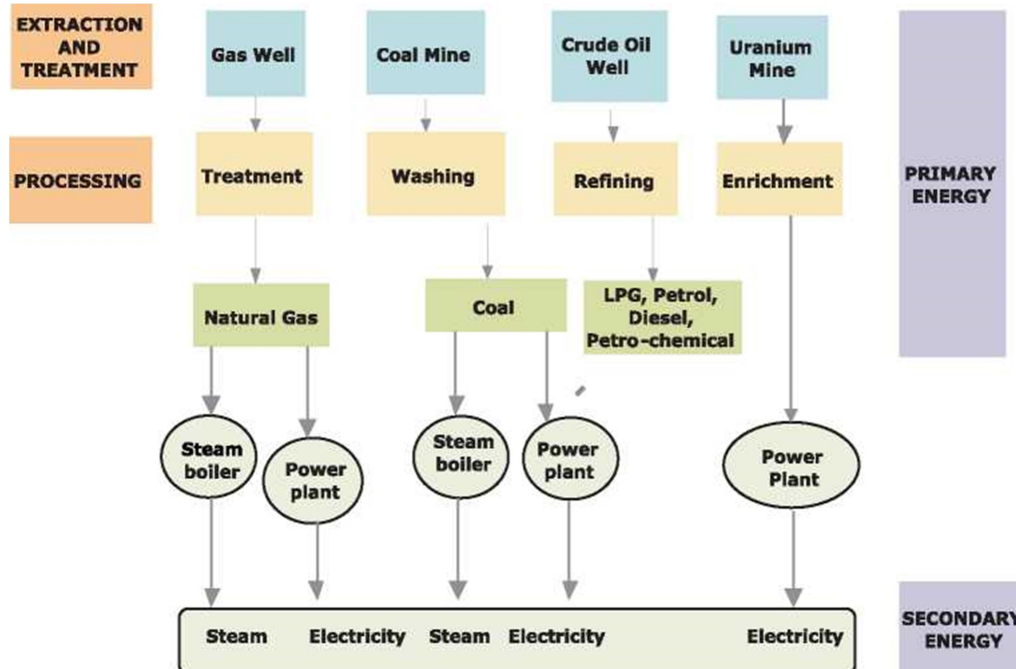 EXTRACTION
AND
TREATMENT
Gas Well
Coal Mine
Crude Oil
Well
Uranium
Mine
PROCESSING
Treatment
Washing
Refining
Enrichment
PRIMARY
ENERGY
Natural Gas
Coal
LPG, Petrol,
Diesel,
Petro-chemical
Steam
boiler
Power
plant
Steam
boiler
Power
plant
Power
Plant
Steam
Electricity
Steam
Electricity
Electricity
SECONDARY
ENERGY